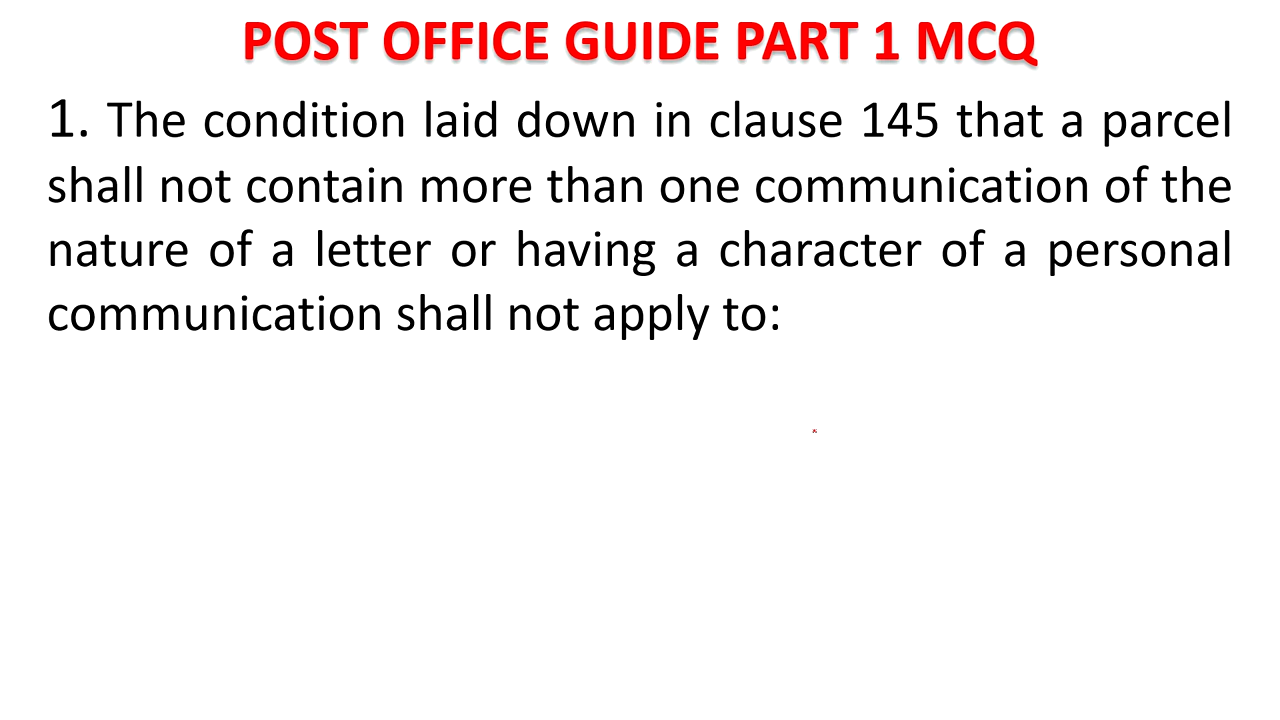 POST OFFICE GUIDE PART 1 MCQ
1. The condition laid down in clause 145 that a parcel
shall not contain more than one communication of the
nature of a letter or having a character of a personal
communication shall not apply to: